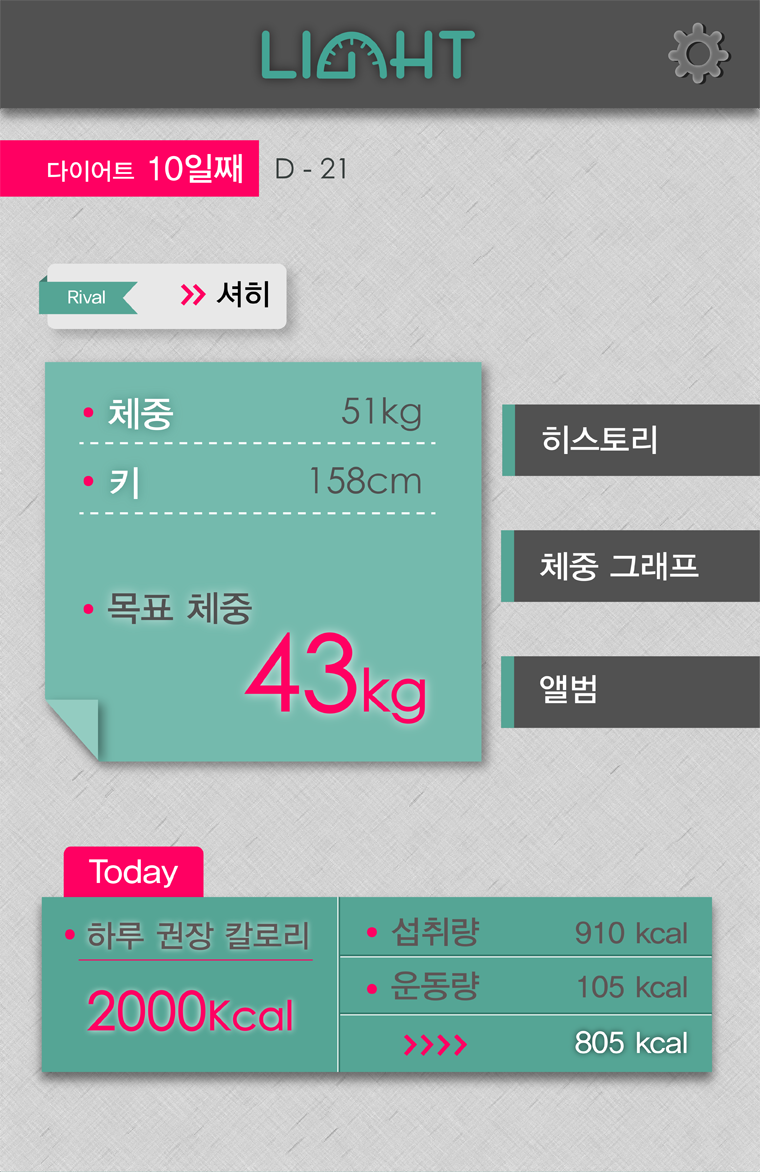 LIGHT
다이어트 10일째 D - 21
Rival 셔히
체중 51kg
키 158cm
목표 체중
43kg
히스토리
체중 그래프
앨범
Today
하루 권장 칼로리
2000Kcal
섭취량 910 kcal
운동량 105 kcal
805 kcal